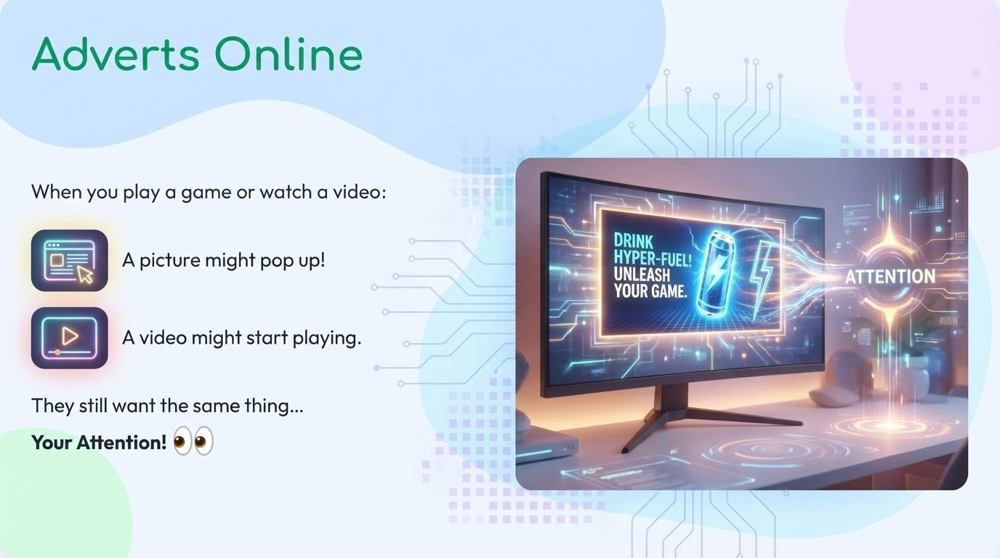 Adverts Online
When you play a game or watch a video:
A picture might pop up!
A video might start playing.
They still want the same thing...
Your Attention! 👀
DRINK
HYPER-FUEL!
UNLEASH
YOUR GAME.
ATTENTION